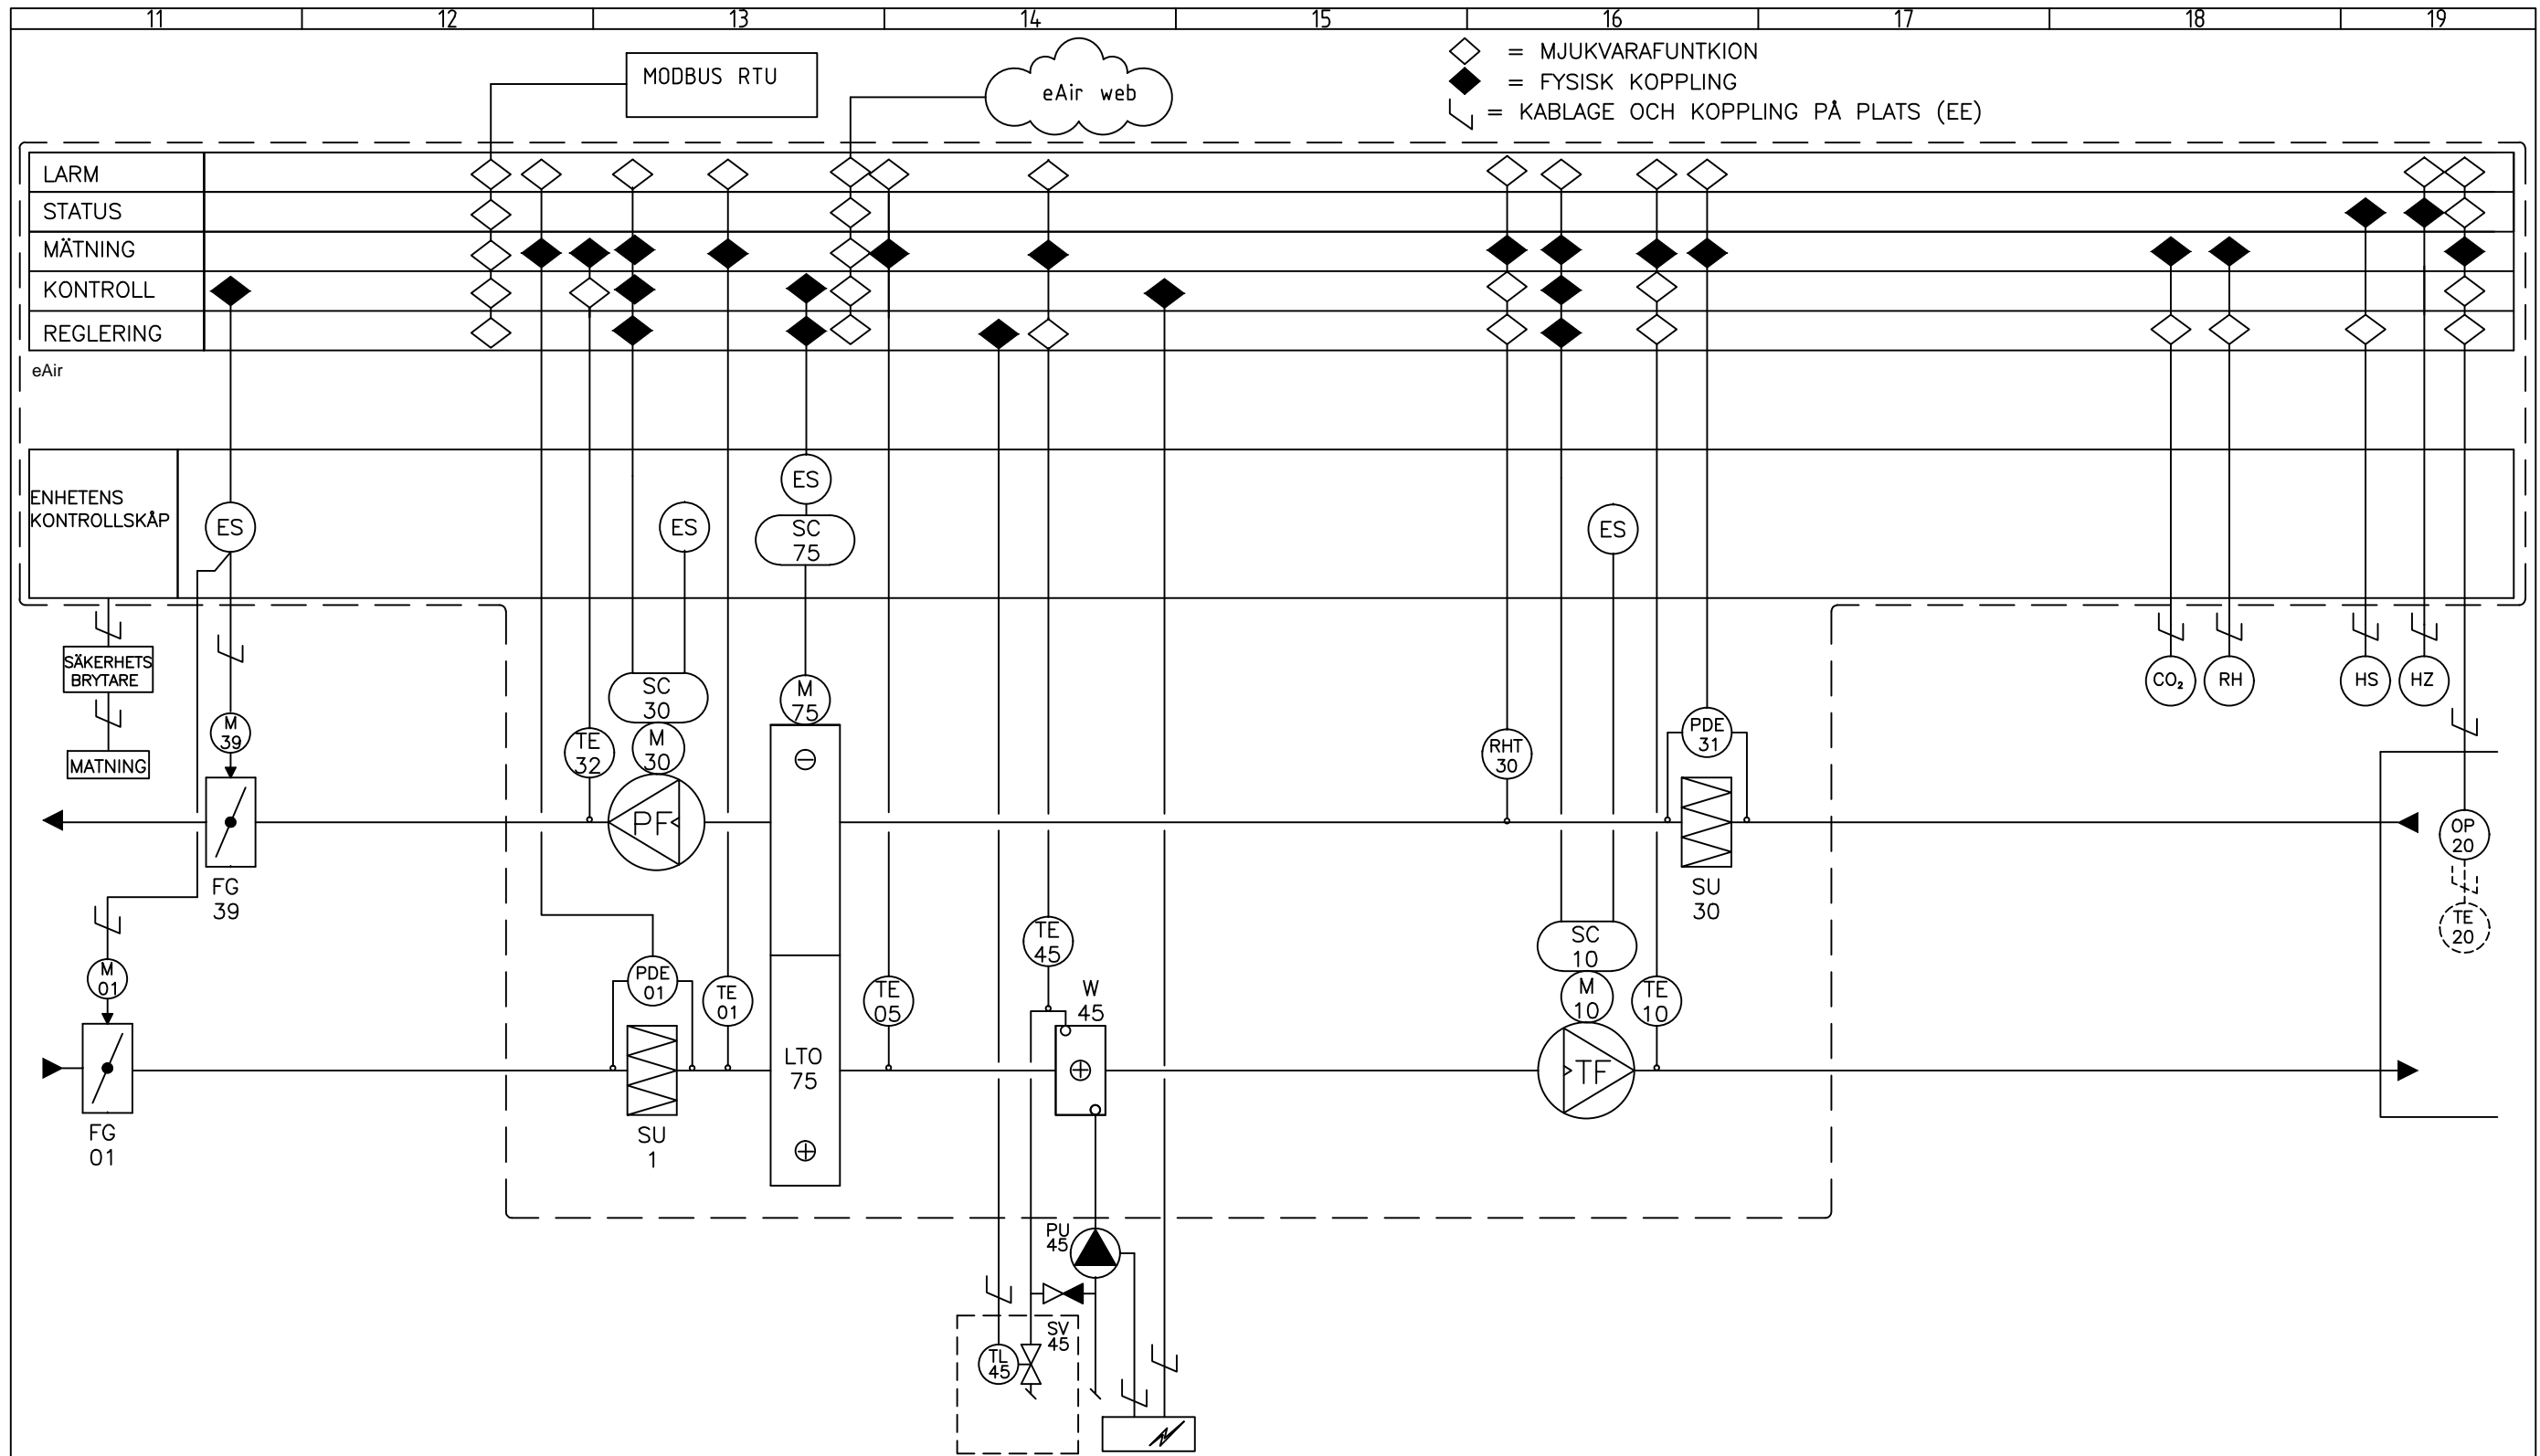 11 12 13 14 15 16 17 18 19
MODBUS RTU
eAir web
= MJUKVARAFUNTKION
= FYSISK KOPPLING
= KABLAGE OCH KOPPLING PÅ PLATS (EE)
LARM
STATUS
MÄTNING
KONTROLL
REGLERING
eAir
ENHETENS
KONTROLLSKÅP
ES
ES
ES
SC
75
ES
SÄKERHETS
BRYTARE
MATNING
M
39
TE
32
SC
30
M
30
M
75
RHT
30
PDE
31
CO₂
RH
HS
HZ
PF
OP
20
FG
39
SU
30
TE
20
TE
45
SC
10
M
10
M
01
PDE
01
TE
01
TE
05
W
45
TE
10
LTO
75
TF
FG
01
SU
1
PU
45
SV
45
TL
45